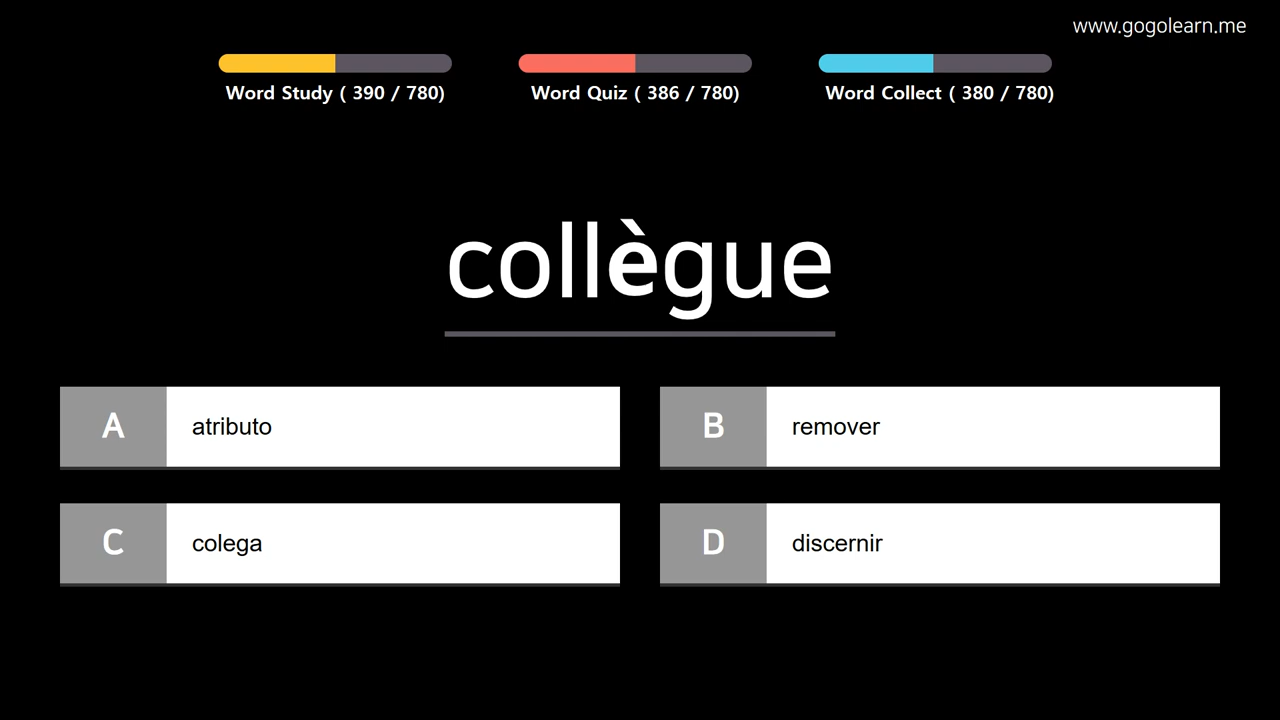 www.gogolearn.me
Word Study ( 390 / 780)
Word Quiz ( 386 / 780)
Word Collect ( 380 / 780)
collègue
A atributo
B remover
C colega
D discernir